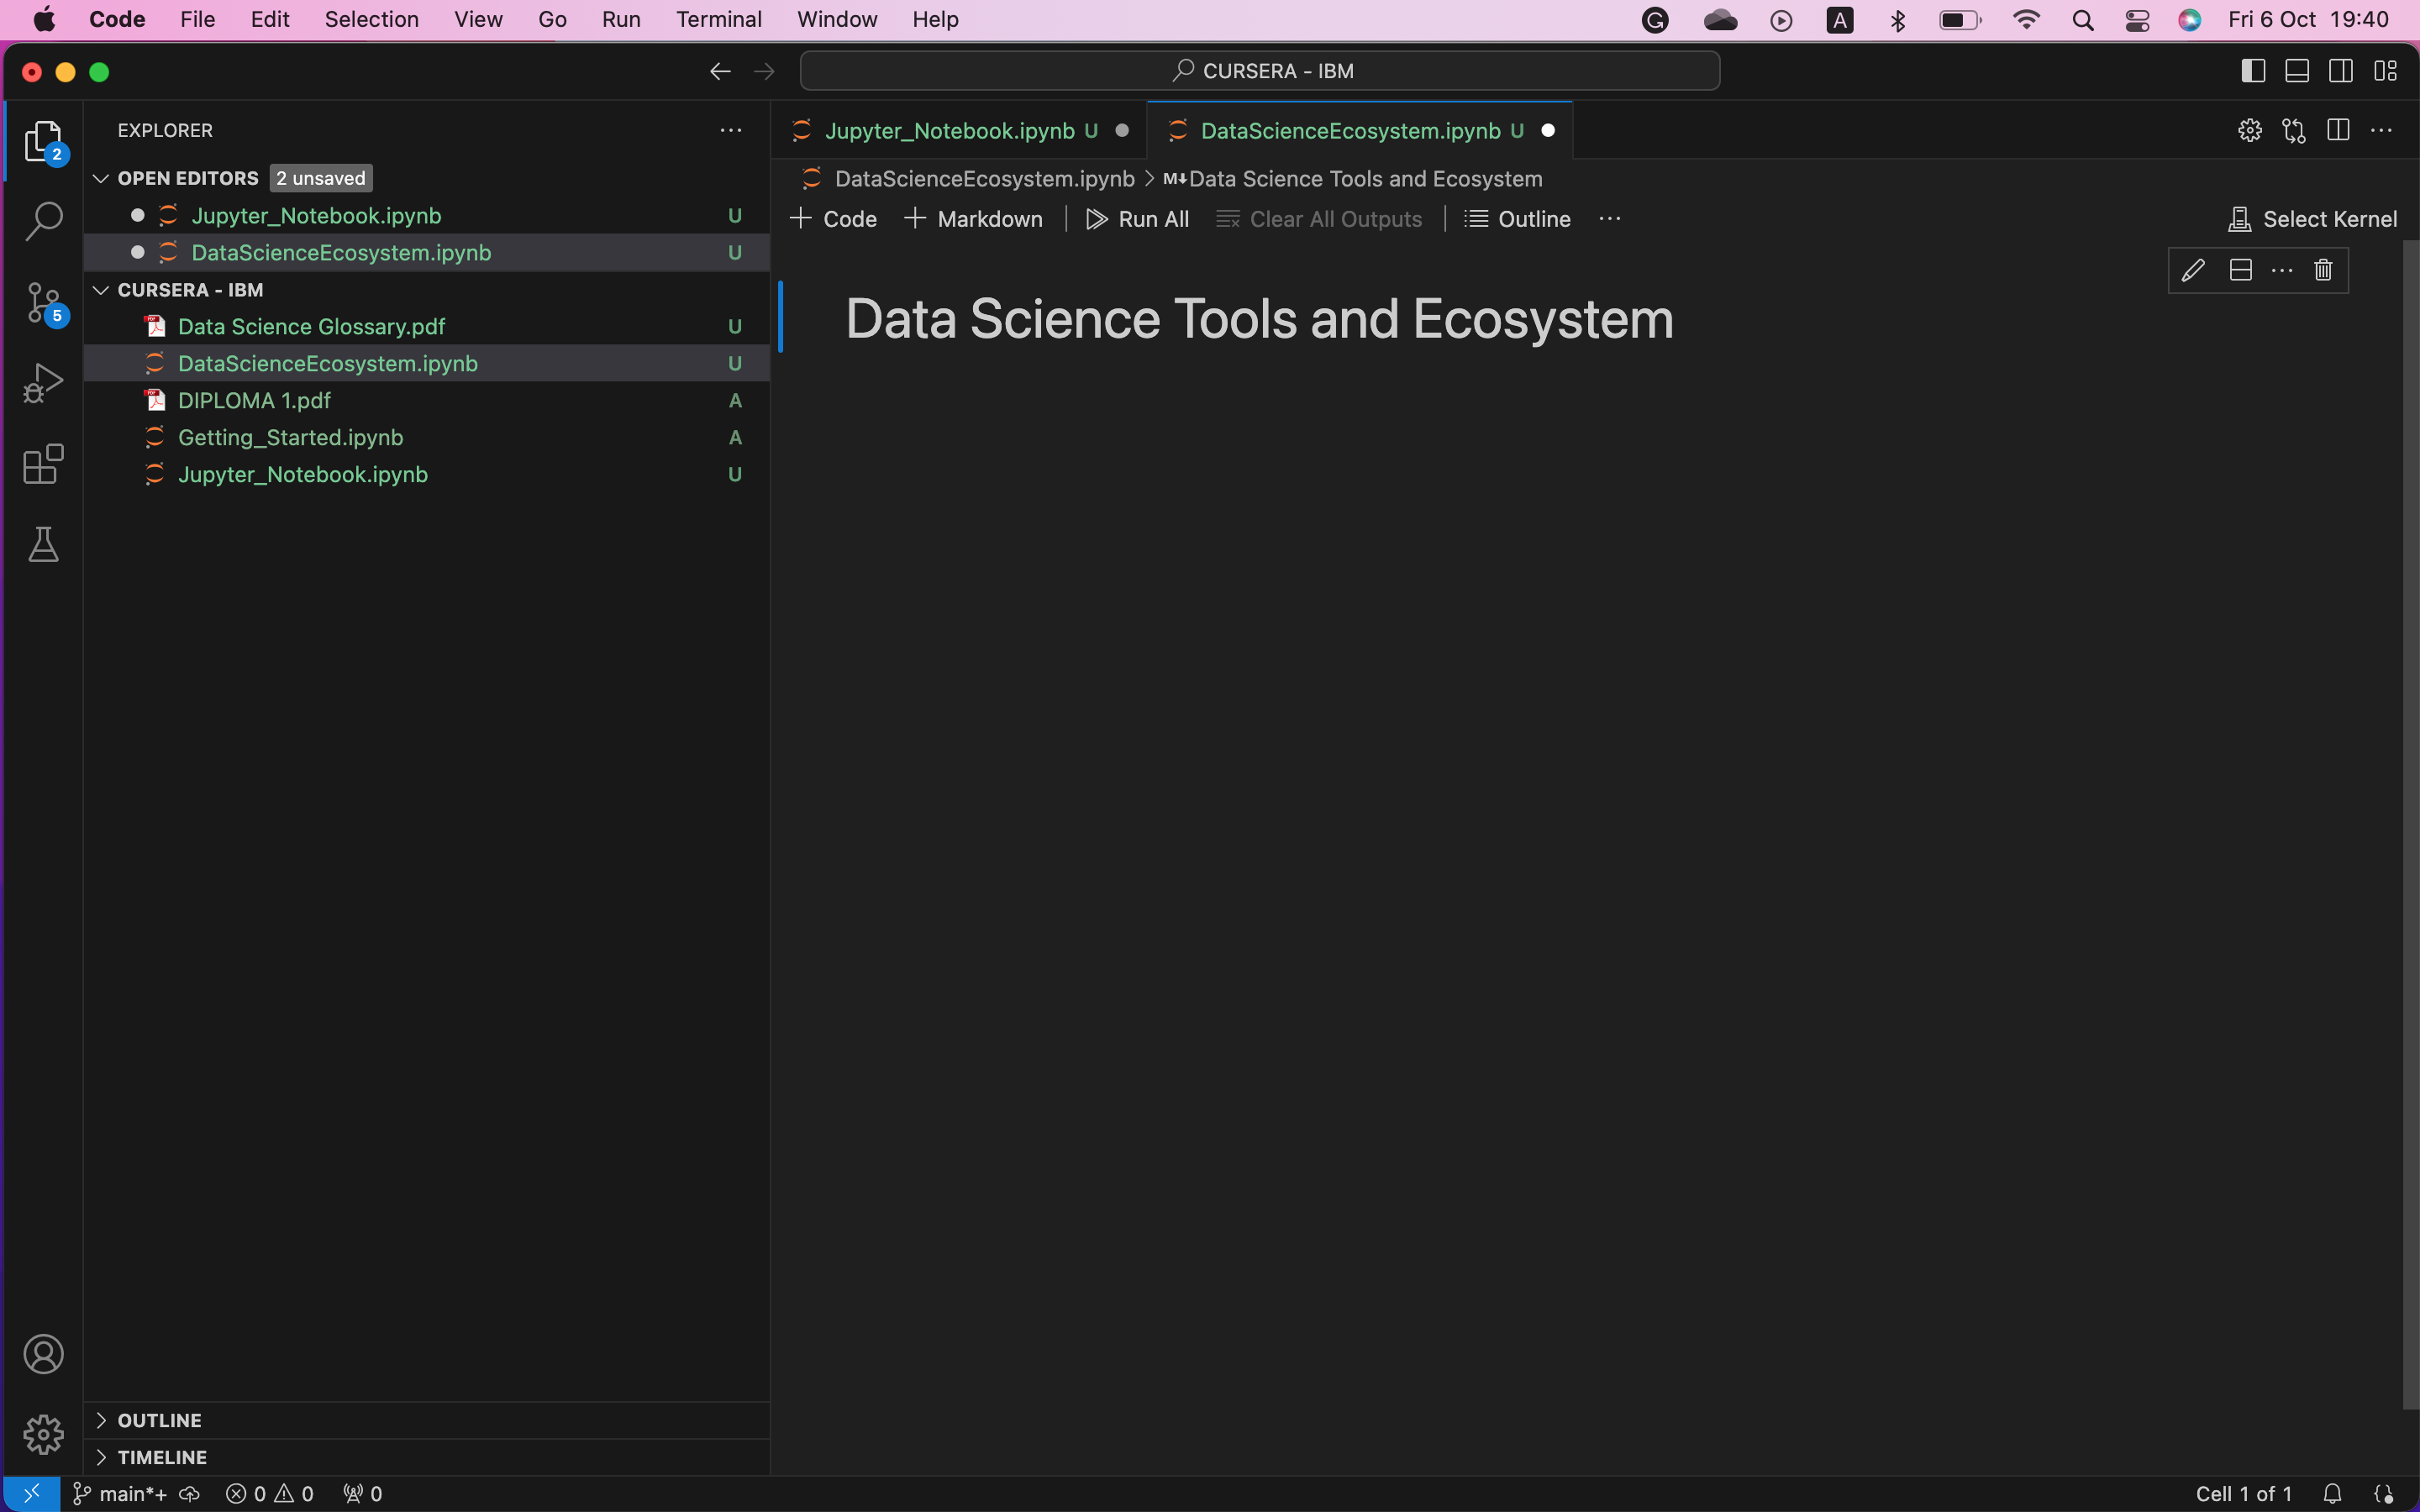 Code File Edit Selection View Go Run Terminal Window Help A Fri 6 Oct 19:40
CURSERA - IBM
2
5
EXPLORER
OPEN EDITORS 2 unsaved
Jupyter_Notebook.ipynb U
DataScienceEcosystem.ipynb U
CURSERA - IBM
Data Science Glossary.pdf U
DataScienceEcosystem.ipynb U
DIPLOMA 1.pdf A
Getting_Started.ipynb A
Jupyter_Notebook.ipynb U
OUTLINE
TIMELINE
Jupyter_Notebook.ipynb U DataScienceEcosystem.ipynb U
DataScienceEcosystem.ipynb > M Data Science Tools and Ecosystem
+ Code + Markdown Run All Clear All Outputs Outline ··· Select Kernel
Data Science Tools and Ecosystem
main*+ 0 0 0 Cell 1 of 1